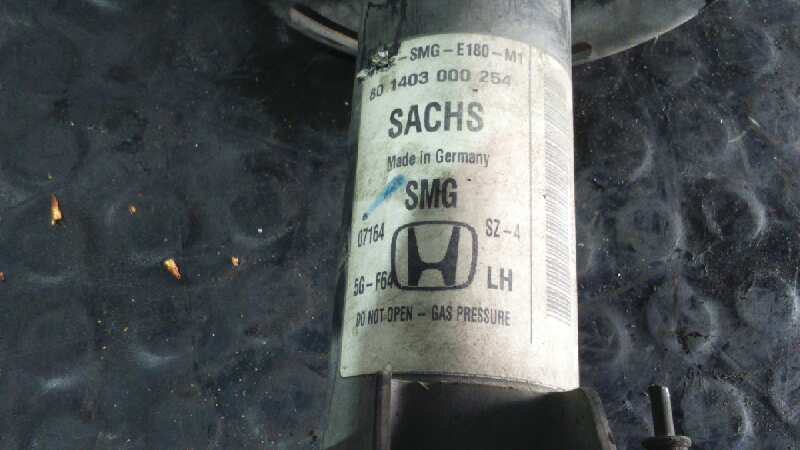 -SMG-E180-M1
80 1403 000 254
SACHS
Made in Germany
SMG
07164 SZ-4
5G-F64 LH
DO NOT OPEN - GAS PRESSURE